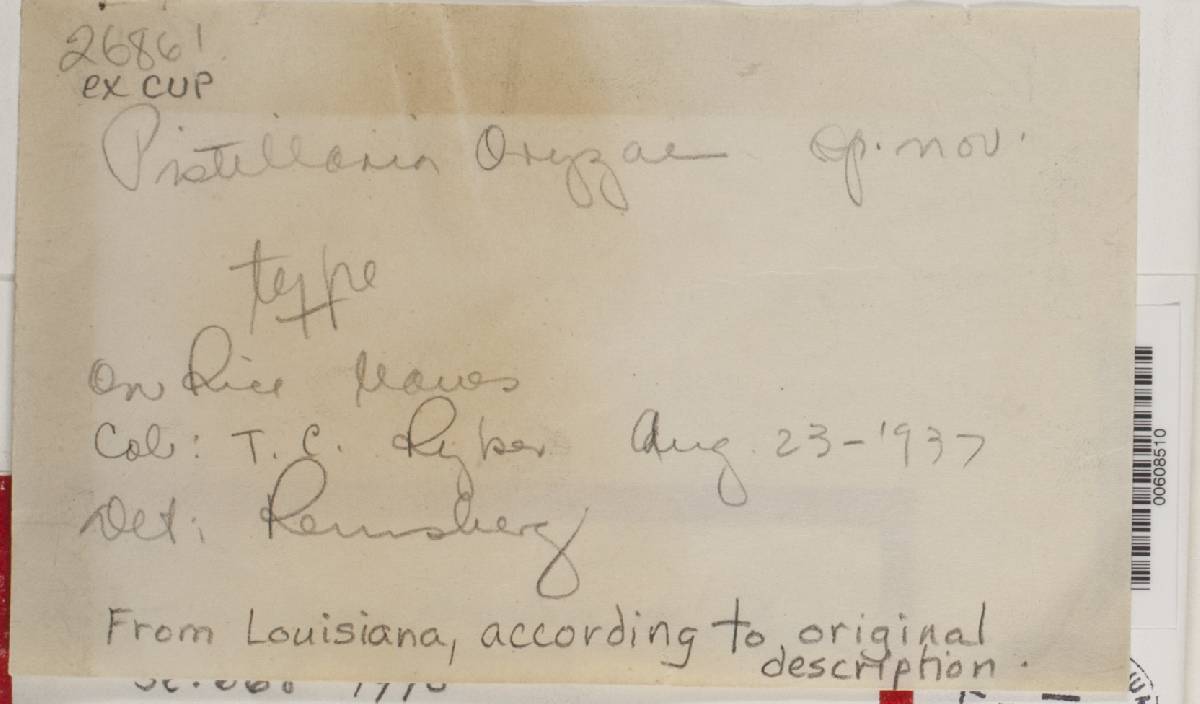 26861
ex CUP
Pistillaria Oryzae sp. nov.
type
On Rice leaves
Col: T. C. Ryker Aug 23-1937
Det: Remsberg
From Louisiana, according to original
description.
00608510